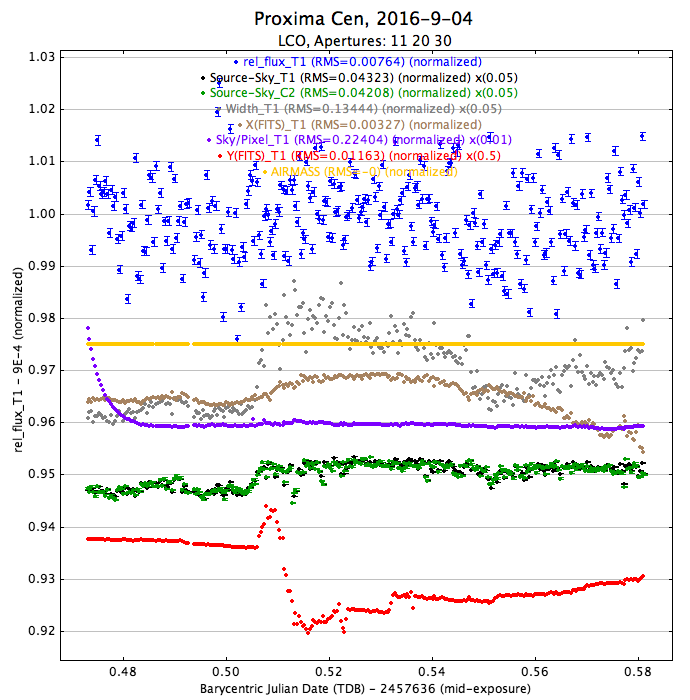 Proxima Cen, 2016-9-04
LCO, Apertures: 11 20 30
rel_flux_T1 (RMS=0.00764) (normalized)
Source-Sky_T1 (RMS=0.04323) (normalized) x(0.05)
Source-Sky_C2 (RMS=0.04208) (normalized) x(0.05)
Width_T1 (RMS=0.13444) (normalized) x(0.05)
X(FITS)_T1 (RMS=0.00327) (normalized)
Sky/Pixel_T1 (RMS=0.22404) (normalized) x(0.01)
Y(FITS)_T1 (RMS=0.01163) (normalized) x(0.5)
AIRMASS (RMS=-0) (normalized)
1.03
1.02
1.01
1.00
0.99
0.98
0.97
0.96
0.95
0.94
0.93
0.92
rel_flux_T1 - 9E-4 (normalized)
0.48 0.50 0.52 0.54 0.56 0.58
Barycentric Julian Date (TDB) - 2457636 (mid-exposure)